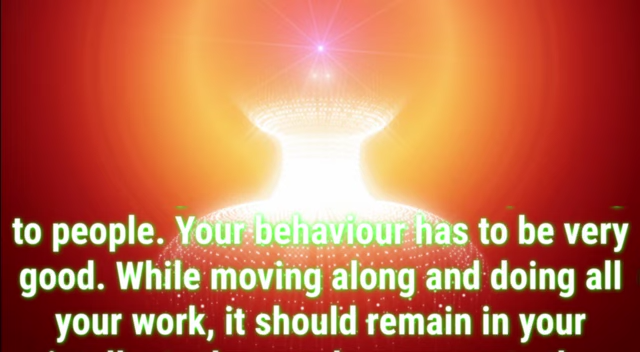 to people. Your behaviour has to be very
good. While moving along and doing all
your work, it should remain in your